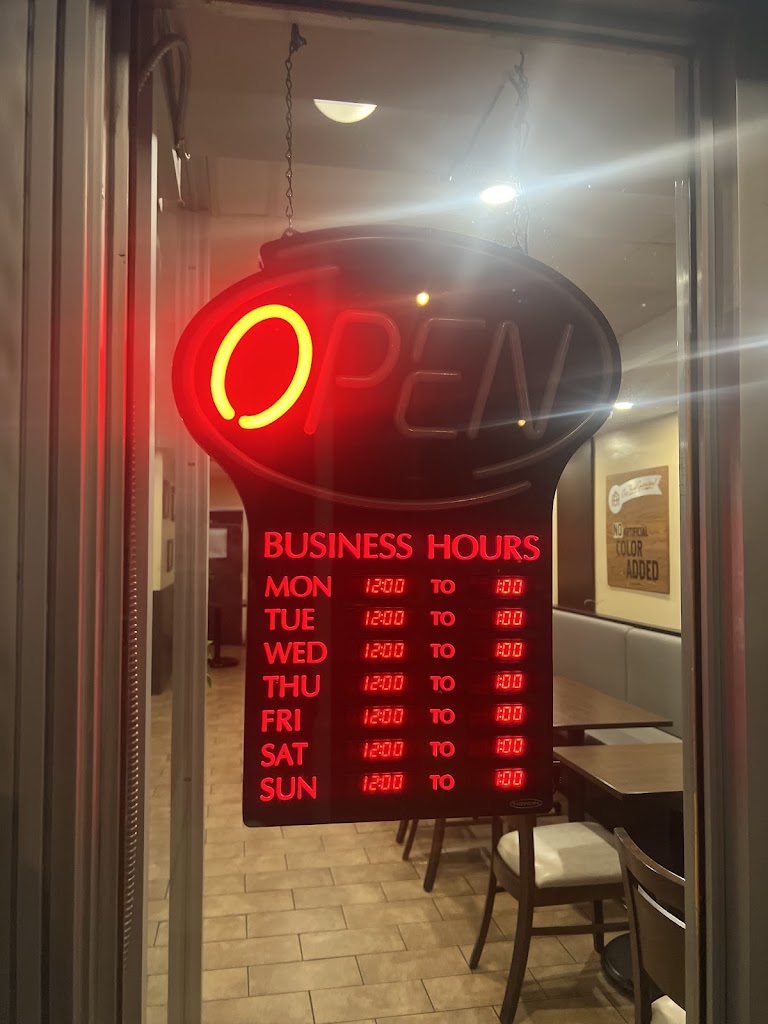 OPEN
BUSINESS HOURS
MON 12:00 TO 1:00
TUE 12:00 TO 1:00
WED 12:00 TO 1:00
THU 12:00 TO 1:00
FRI 12:00 TO 1:00
SAT 12:00 TO 1:00
SUN 12:00 TO 1:00
NO ARTIFICIAL
COLOR
ADDED